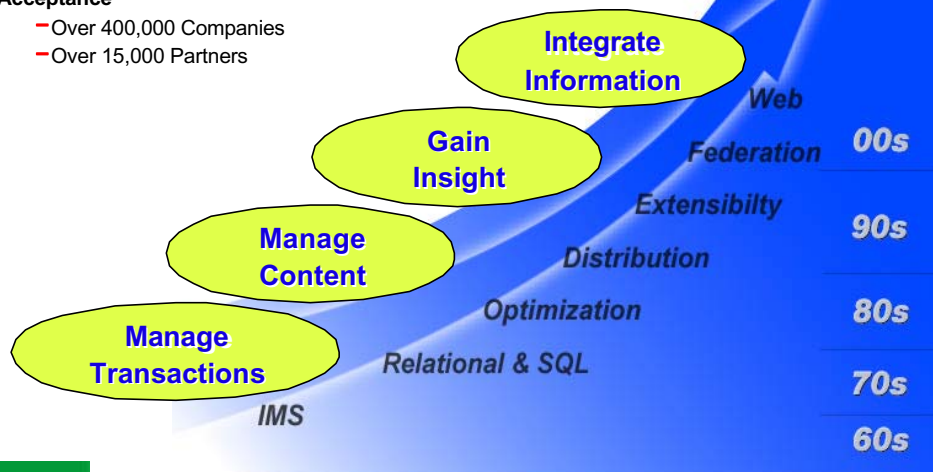 Acceptance
–Over 400,000 Companies
–Over 15,000 Partners
Integrate
Information
Web
00s
Gain
Insight
Federation
Extensibilty
90s
Manage
Content
Distribution
Optimization
80s
Manage
Transactions
Relational & SQL
70s
IMS
60s